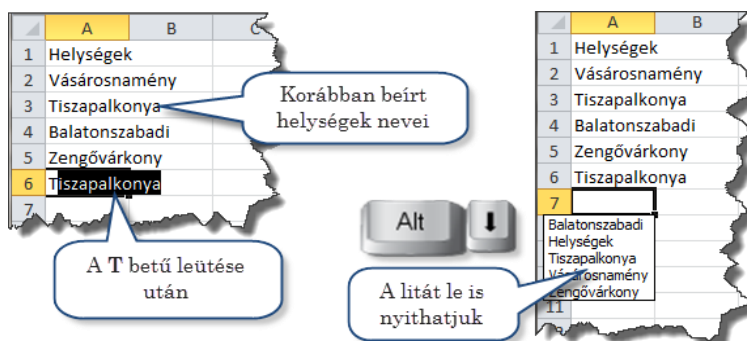 A B C
1 Helységek
2 Vásárosnamény
3 Tiszapalkonya
4 Balatonszabadi
5 Zengővárkony
6 Tiszapalkonya
7
Korábban beírt
helységek nevei
A T betű leütése
után
Alt ⬇
A litát le is
nyithatjuk
A B
1 Helységek
2 Vásárosnamény
3 Tiszapalkonya
4 Balatonszabadi
5 Zengővárkony
6 Tiszapalkonya
7
Balatonszabadi
Helységek
Tiszapalkonya
Vásárosnamény
Zengővárkony
11